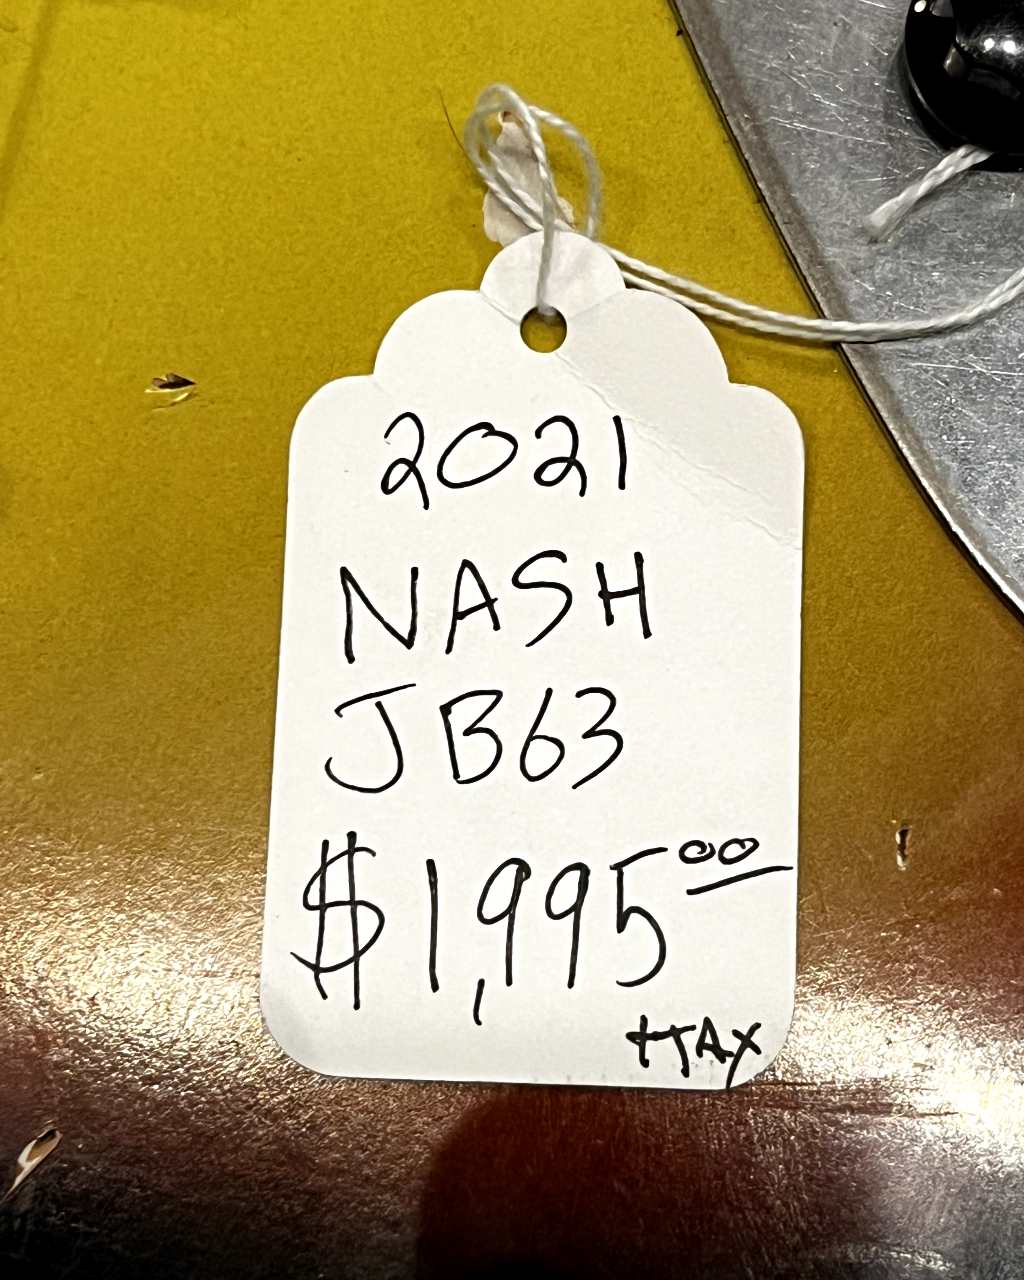 2021
NASH
JB63
$1,995.00
+TAX